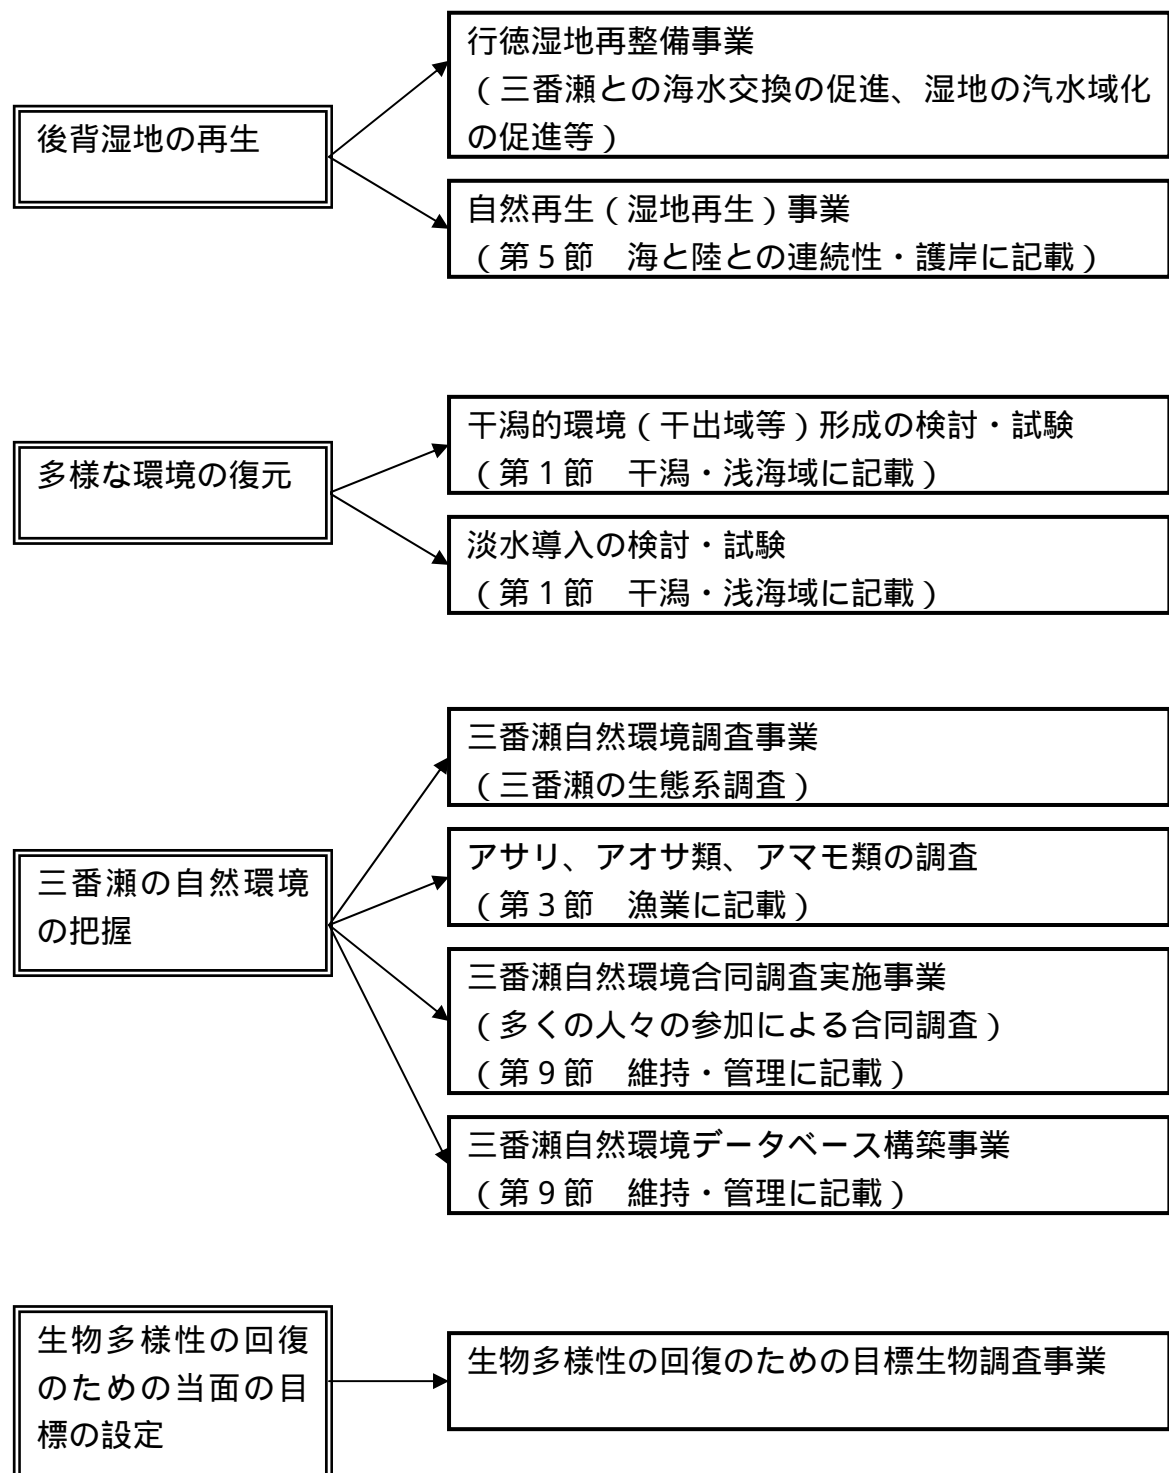 後背湿地の再生
行徳湿地再整備事業
（三番瀬との海水交換の促進、湿地の汽水域化
の促進等）
自然再生（湿地再生）事業
（第５節　海と陸との連続性・護岸に記載）
多様な環境の復元
干潟的環境（干出域等）形成の検討・試験
（第１節　干潟・浅海域に記載）
淡水導入の検討・試験
（第１節　干潟・浅海域に記載）
三番瀬の自然環境
の把握
三番瀬自然環境調査事業
（三番瀬の生態系調査）
アサリ、アオサ類、アマモ類の調査
（第３節　漁業に記載）
三番瀬自然環境合同調査実施事業
（多くの人々の参加による合同調査）
（第９節　維持・管理に記載）
三番瀬自然環境データベース構築事業
（第９節　維持・管理に記載）
生物多様性の回復
のための当面の目
標の設定
生物多様性の回復のための目標生物調査事業